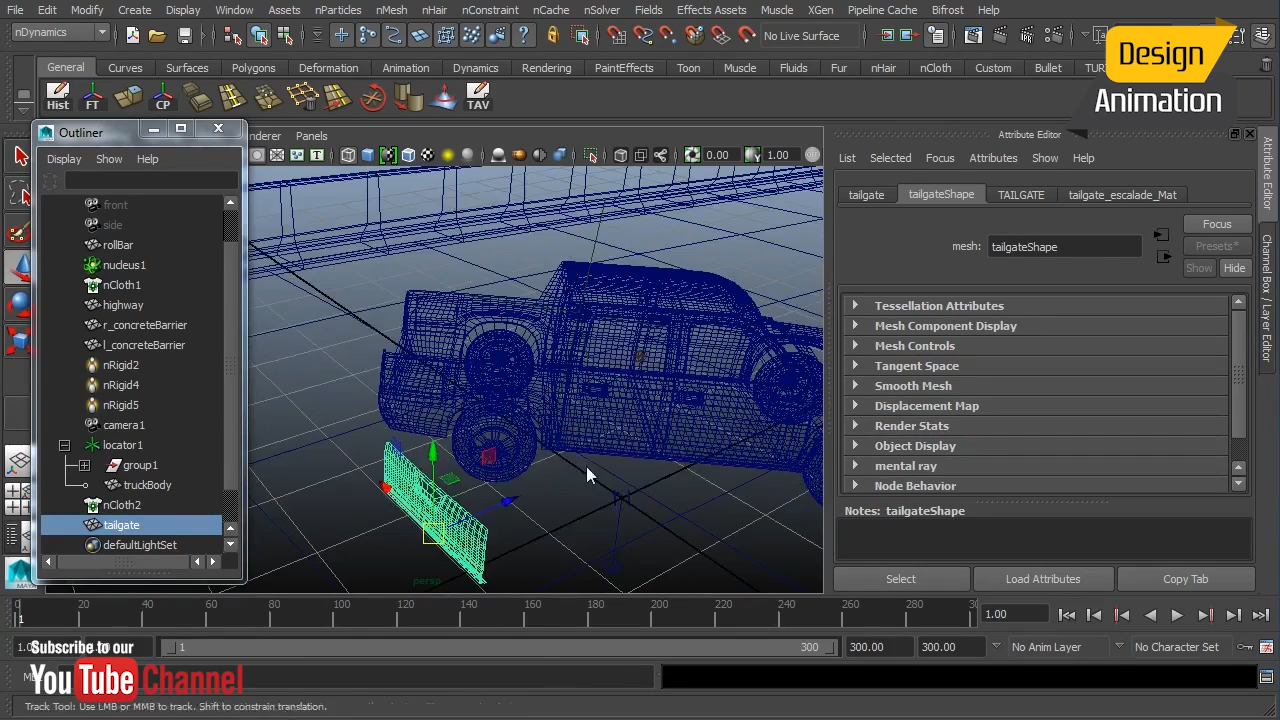 File Edit Modify Create Display Window Assets nParticles nMesh nHair nConstraint nCache nSolver Fields Effects Assets Muscle XGen Pipeline Cache Bifrost Help
nDynamics
No Live Surface
Design
Animation
General Curves Surfaces Polygons Deformation Animation Dynamics Rendering PaintEffects Toon Muscle Fluids Fur nHair nCloth Custom Bullet
Hist FT CP TAV
Outliner
Panels
Attribute Editor
Display Show Help
0.00 1.00
List Selected Focus Attributes Show Help
front
side
rollBar
nucleus1
nCloth1
highway
r_concreteBarrier
l_concreteBarrier
nRigid2
nRigid4
nRigid5
camera1
locator1
group1
truckBody
nCloth2
tailgate
defaultLightSet
persp
tailgate tailgateShape TAILGATE tailgate_escalade_Mat
Focus
Presets*
Show Hide
mesh: tailgateShape
Tessellation Attributes
Mesh Component Display
Mesh Controls
Tangent Space
Smooth Mesh
Displacement Map
Render Stats
Object Display
mental ray
Node Behavior
Notes: tailgateShape
Select Load Attributes Copy Tab
Attribute Editor
Channel Box / Layer Editor
1 20 40 60 80 100 120 140 160 180 200 220 240 260 280 1.00
1 300 300.00 300.00 No Anim Layer No Character Set
Subscribe to our
YouTube Channel
Track Tool: Use LMB or MMB to track. Shift to constrain translation.